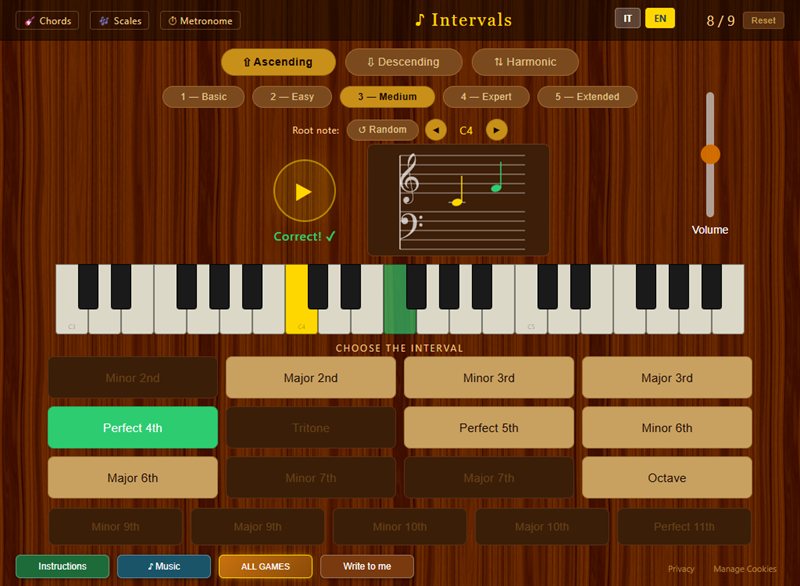 🎸 Chords 🎶 Scales ⏱ Metronome ♪ Intervals IT EN 8 / 9 Reset
⇧ Ascending ⇩ Descending ⇅ Harmonic
1 — Basic 2 — Easy 3 — Medium 4 — Expert 5 — Extended
Root note: ↺ Random ◄ C4 ►
Correct! ✓
Volume
C3 C4 C5
CHOOSE THE INTERVAL
Minor 2nd Major 2nd Minor 3rd Major 3rd
Perfect 4th Tritone Perfect 5th Minor 6th
Major 6th Minor 7th Major 7th Octave
Minor 9th Major 9th Minor 10th Major 10th Perfect 11th
Instructions ♪ Music ALL GAMES Write to me Privacy Manage Cookies